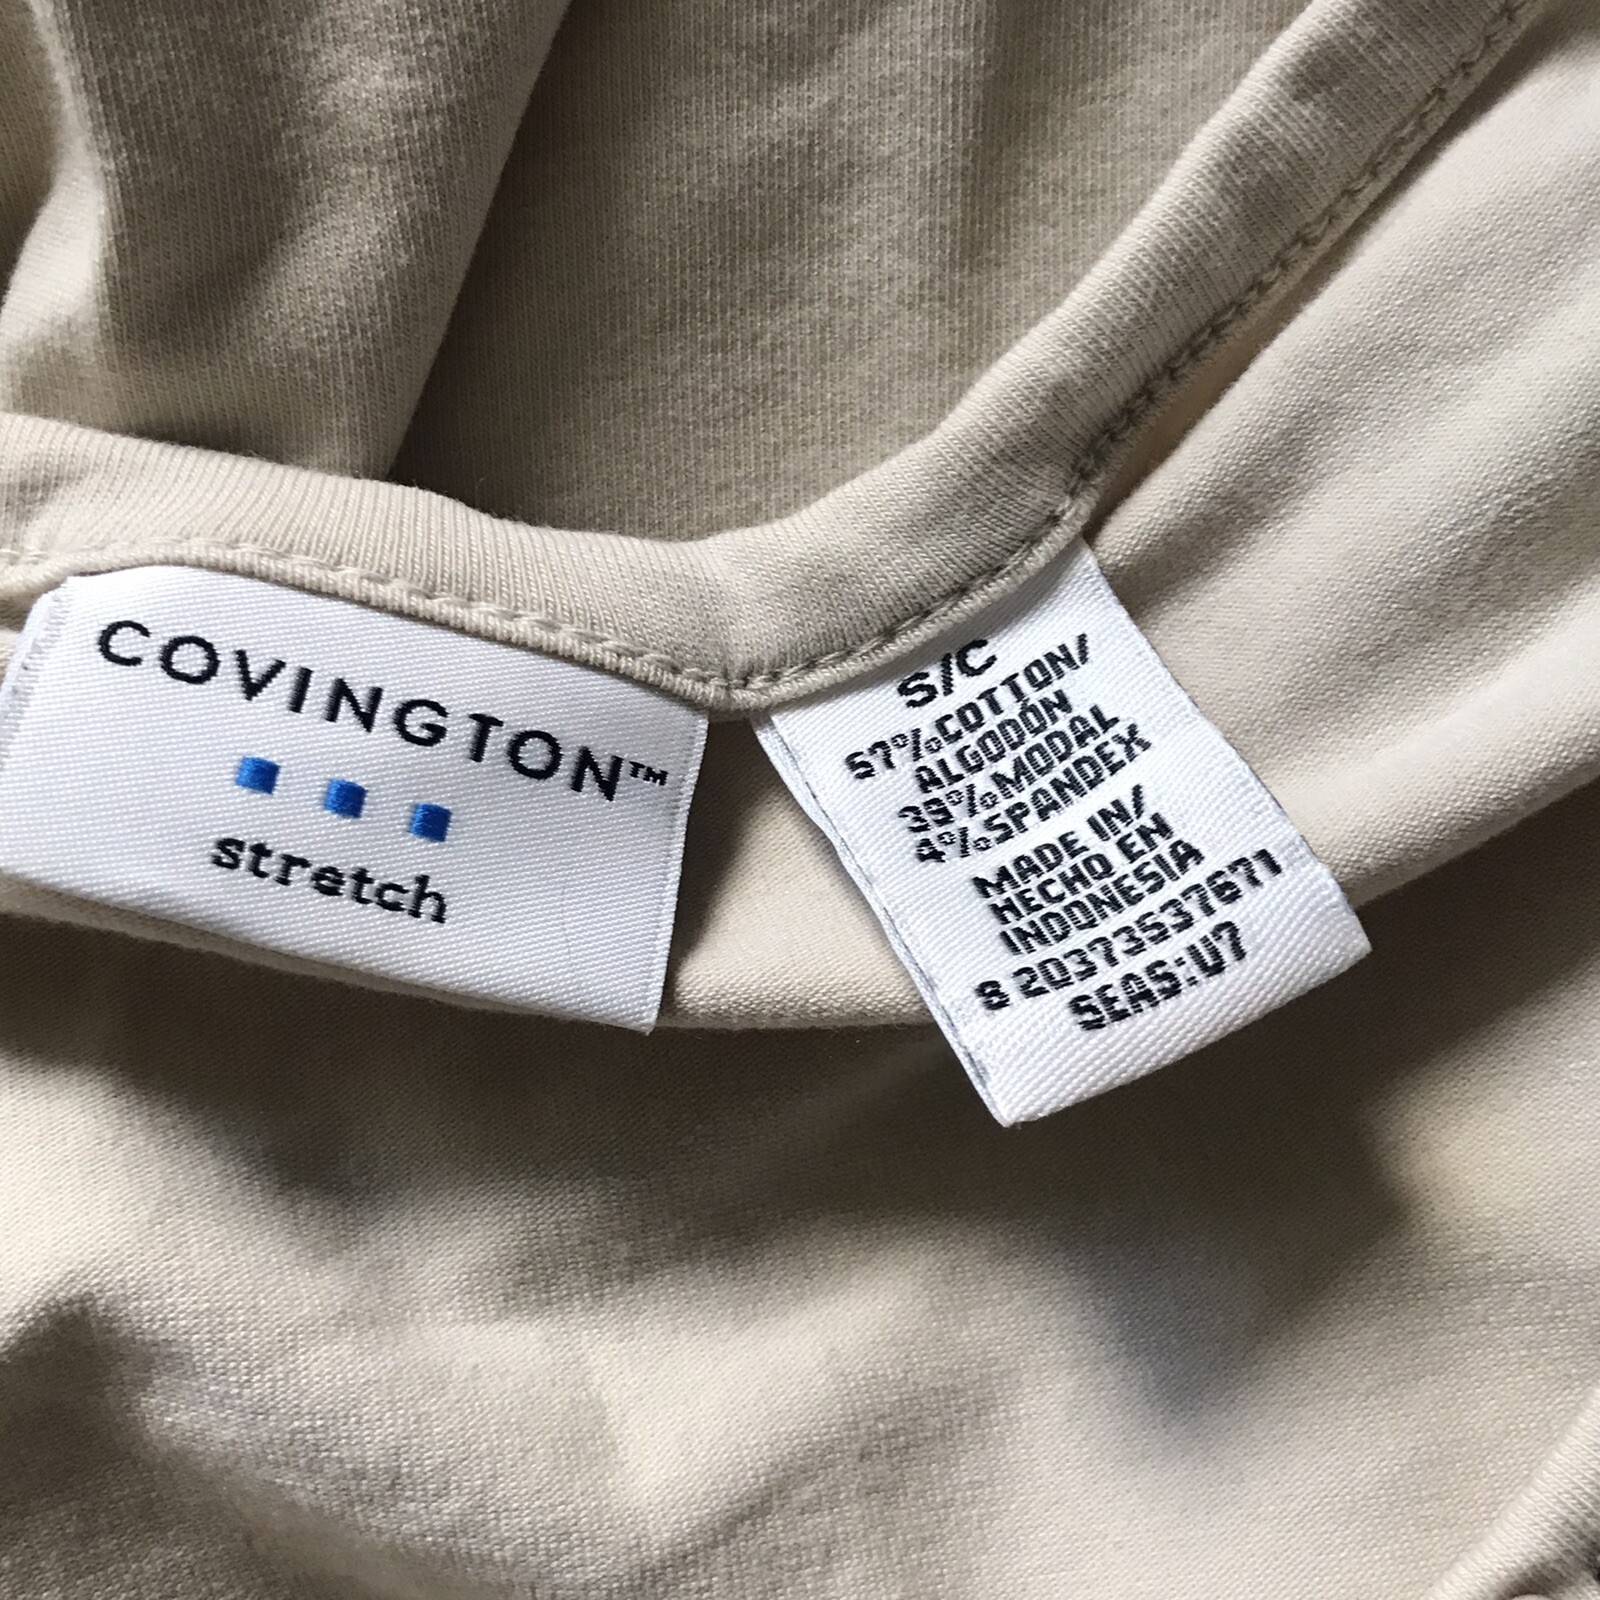 COVINGTON™
stretch
S/C
57% COTTON/
ALGODÓN
39% MODAL
4% SPANDEX
MADE IN/
HECHO EN
INDONESIA
8 20373537671
SEAS:U7